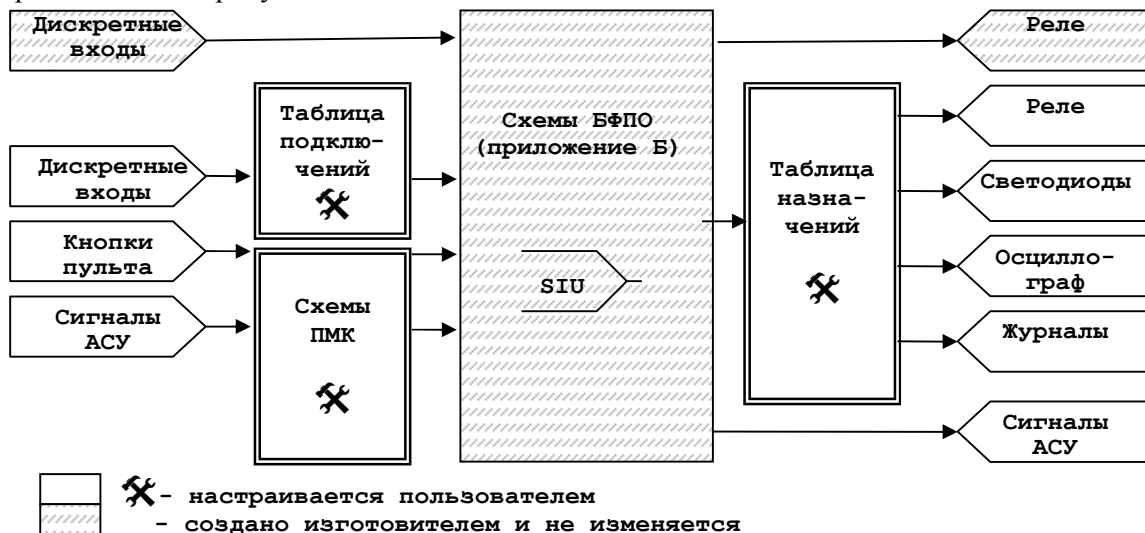 Дискретные
входы
Реле
Таблица
подклю-
чений
Схемы БФПО
(приложение Б)
Реле
Дискретные
входы
Таблица
назна-
чений
Светодиоды
Кнопки
пульта
SIU
Осцилло-
граф
Сигналы
АСУ
Схемы
ПМК
Журналы
Сигналы
АСУ
- настраивается пользователем
- создано изготовителем и не изменяется